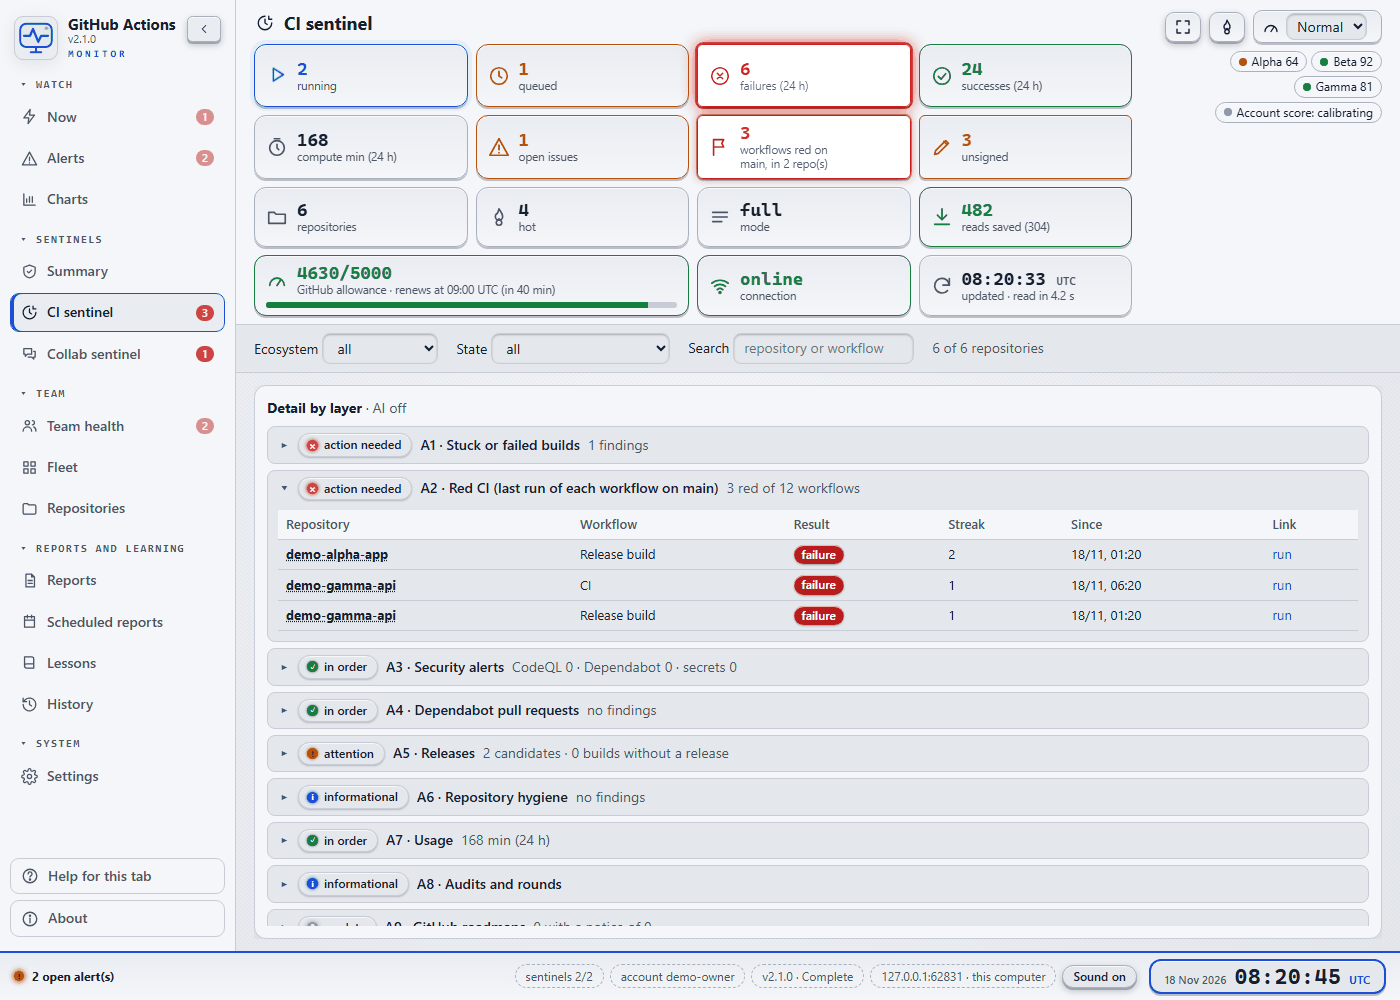 GitHub Actions
v2.1.0
MONITOR
WATCH
Now 1
Alerts 2
Charts
SENTINELS
Summary
CI sentinel 3
Collab sentinel 1
TEAM
Team health 2
Fleet
Repositories
REPORTS AND LEARNING
Reports
Scheduled reports
Lessons
History
SYSTEM
Settings
Help for this tab
About
CI sentinel
Normal
Alpha 64
Beta 92
Gamma 81
Account score: calibrating
2
running
1
queued
6
failures (24 h)
24
successes (24 h)
168
compute min (24 h)
1
open issues
3
workflows red on
main, in 2 repo(s)
3
unsigned
6
repositories
4
hot
full
mode
482
reads saved (304)
4630/5000
GitHub allowance · renews at 09:00 UTC (in 40 min)
online
connection
08:20:33 UTC
updated · read in 4.2 s
Ecosystem all State all Search repository or workflow 6 of 6 repositories
Detail by layer · AI off
action needed A1 · Stuck or failed builds 1 findings
action needed A2 · Red CI (last run of each workflow on main) 3 red of 12 workflows
Repository Workflow Result Streak Since Link
demo-alpha-app Release build failure 2 18/11, 01:20 run
demo-gamma-api CI failure 1 18/11, 06:20 run
demo-gamma-api Release build failure 1 18/11, 01:20 run
in order A3 · Security alerts CodeQL 0 · Dependabot 0 · secrets 0
in order A4 · Dependabot pull requests no findings
attention A5 · Releases 2 candidates · 0 builds without a release
informational A6 · Repository hygiene no findings
in order A7 · Usage 168 min (24 h)
informational A8 · Audits and rounds
A9 · GitHub roadmaps 0 with a notice of 0
2 open alert(s)
sentinels 2/2
account demo-owner
v2.1.0 · Complete
127.0.0.1:62831 · this computer
Sound on
18 Nov 2026 08:20:45 UTC